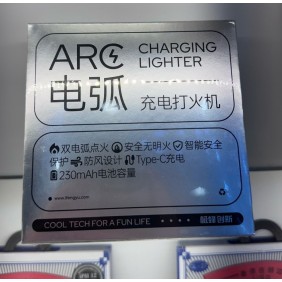 ARC CHARGING LIGHTER
电弧 充电打火机
双电弧点火 安全无明火 智能安全
保护 防风设计 Type-C充电
230mAh电池容量
COOL TECH FOR A FUN LIFE